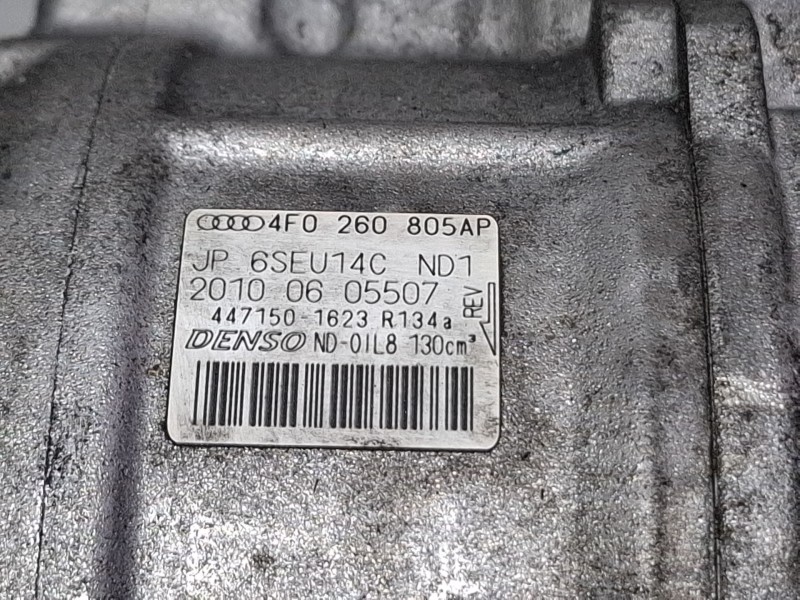 4F0 260 805AP
JP 6SEU14C ND1
2010 06 05507
REV
447150-1623 R134a
DENSO ND-OIL8 130cm³